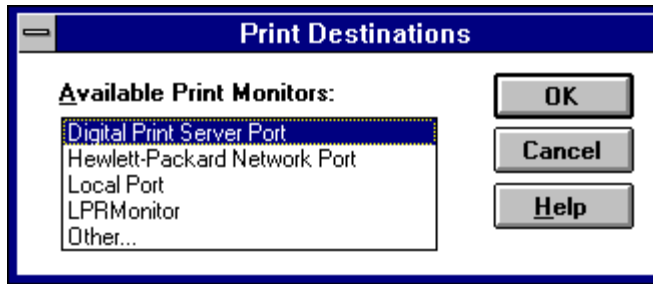 Print Destinations
Available Print Monitors:
Digital Print Server Port
Hewlett-Packard Network Port
Local Port
LPRMonitor
Other...
OK
Cancel
Help